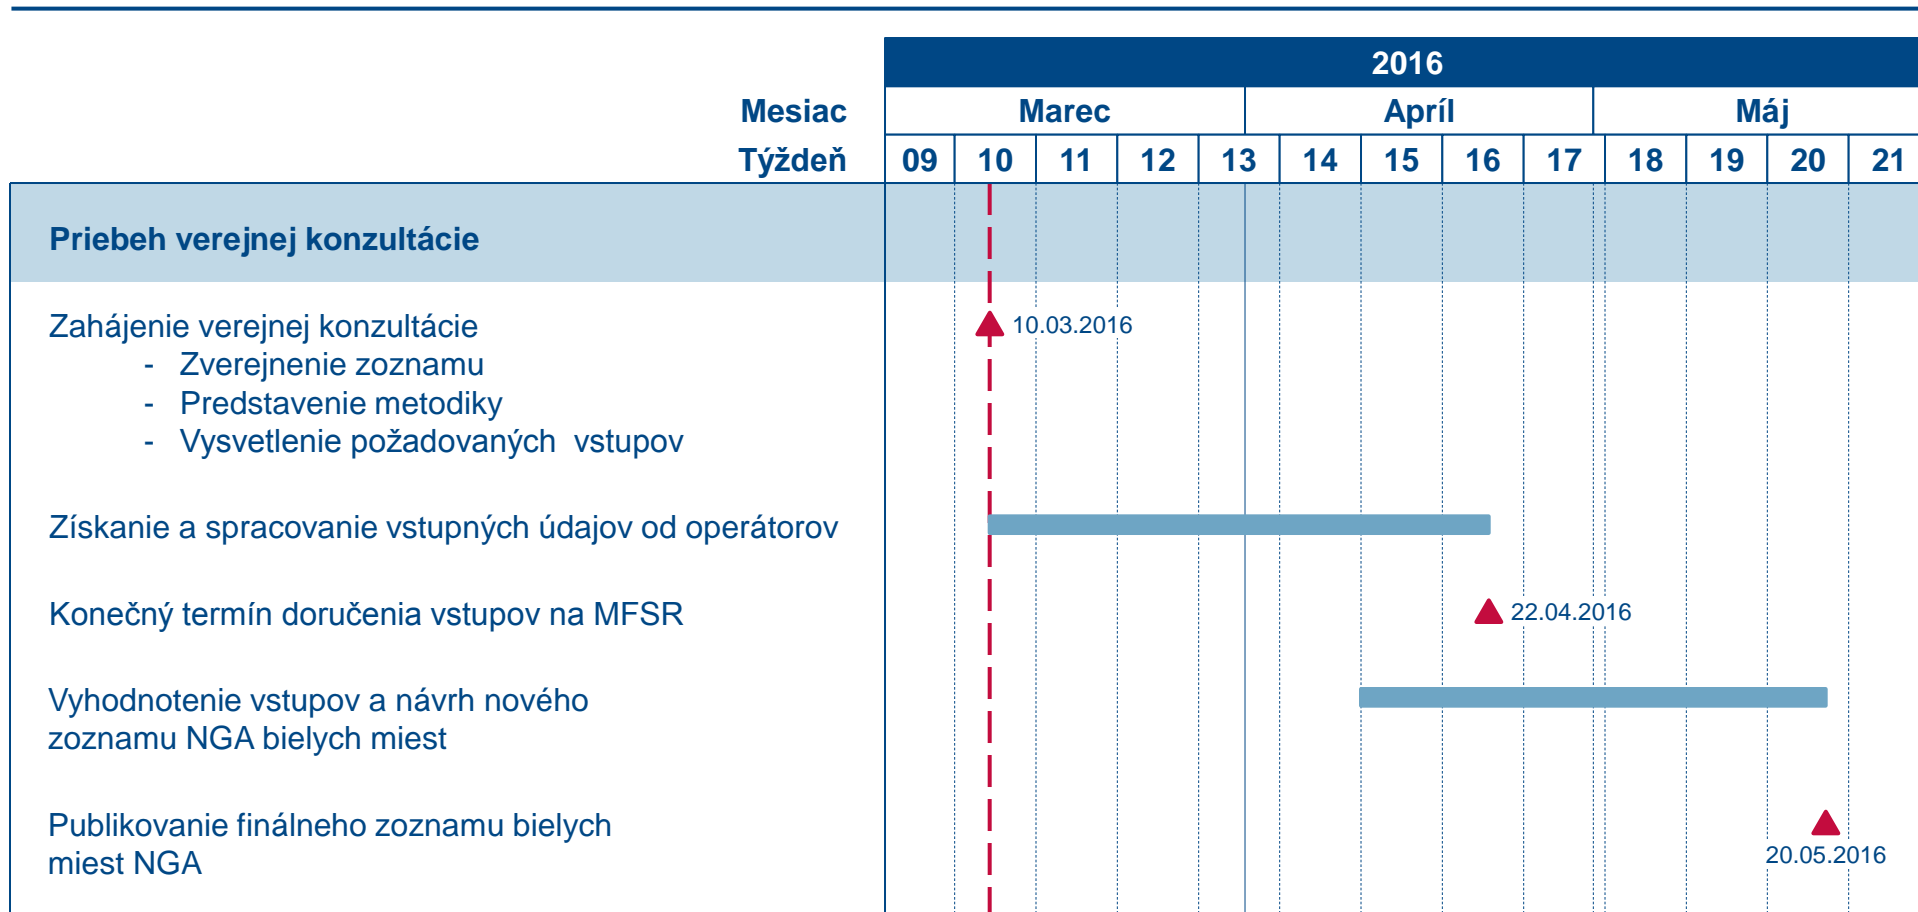 2016
Mesiac Marec Apríl Máj
Týždeň 09 10 11 12 13 14 15 16 17 18 19 20 21
Priebeh verejnej konzultácie
Zahájenie verejnej konzultácie 10.03.2016
- Zverejnenie zoznamu
- Predstavenie metodiky
- Vysvetlenie požadovaných vstupov
Získanie a spracovanie vstupných údajov od operátorov
Konečný termín doručenia vstupov na MFSR 22.04.2016
Vyhodnotenie vstupov a návrh nového
zoznamu NGA bielych miest
Publikovanie finálneho zoznamu bielych
miest NGA 20.05.2016